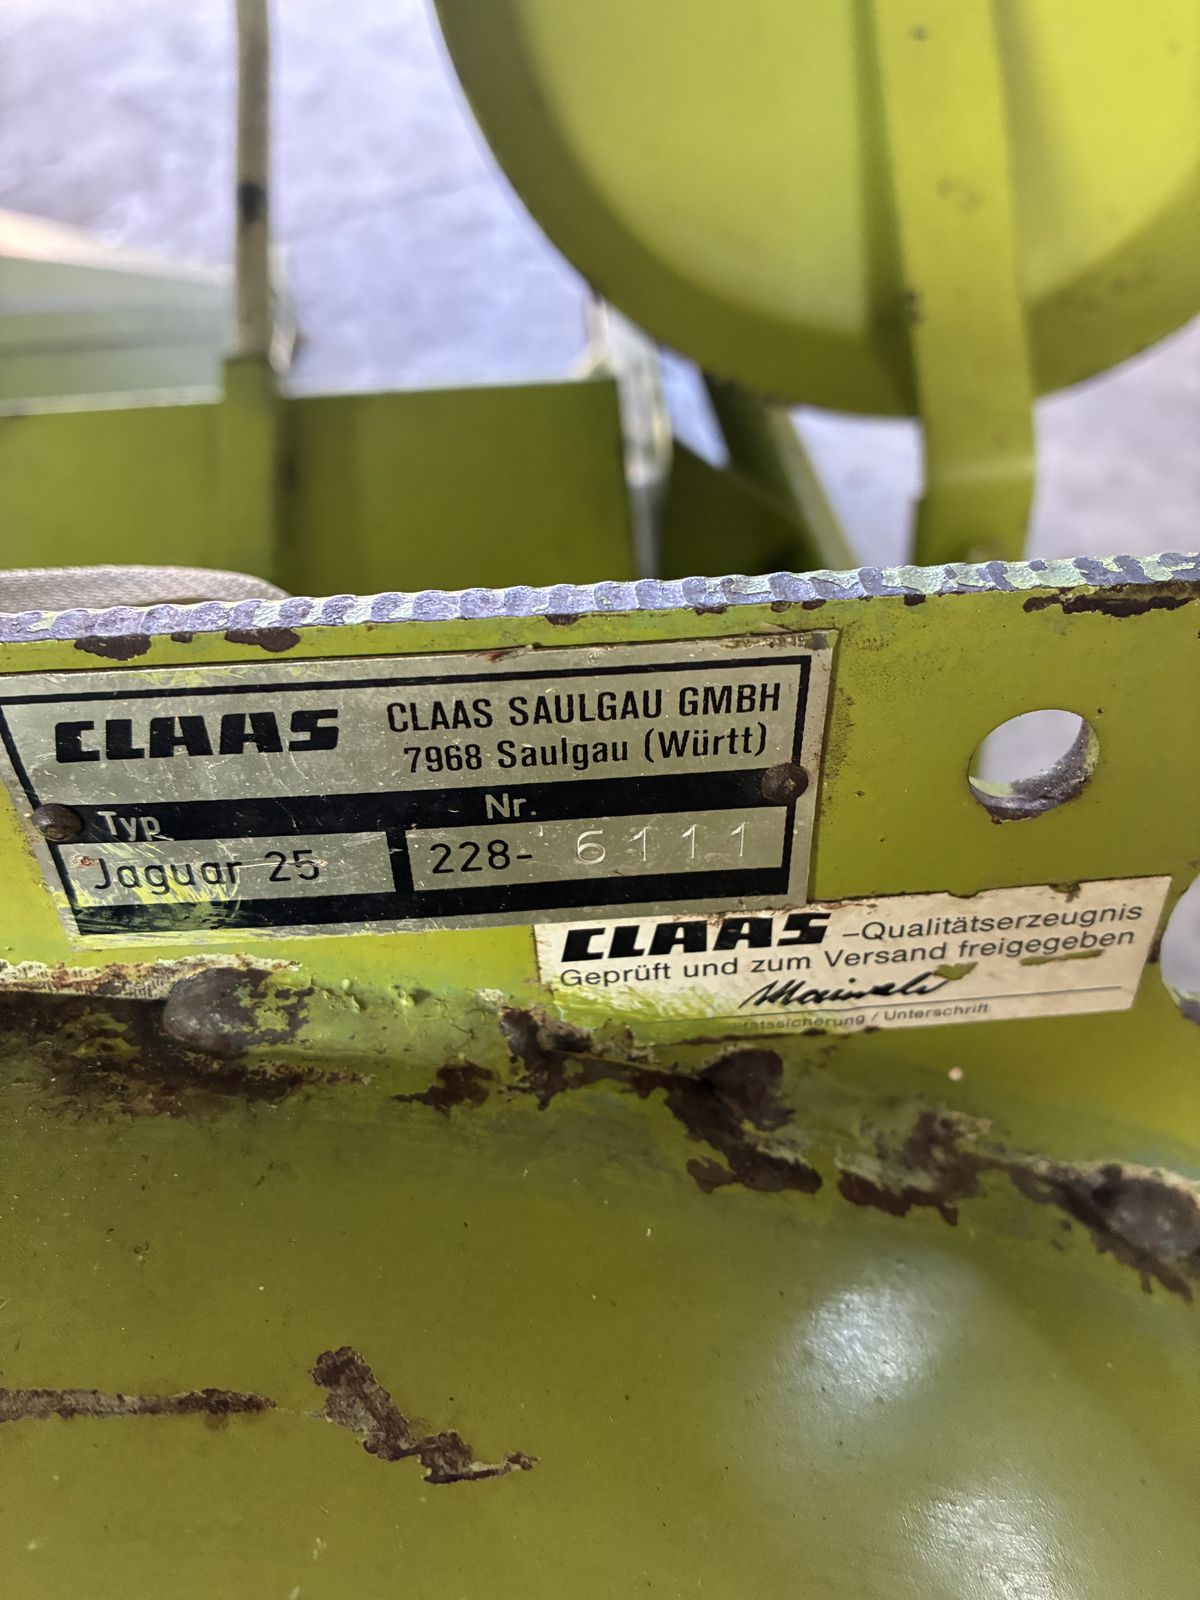 CLAAS
CLAAS SAULGAU GMBH
7968 Saulgau (Württ)
Typ
Nr.
Jaguar 25
228- 6111
CLAAS -Qualitätserzeugnis
Geprüft und zum Versand freigegeben
/ Unterschrift